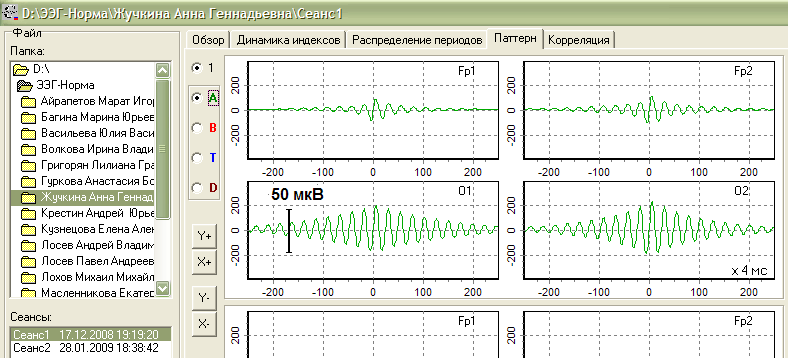 D:\ЭЭГ-Норма\Жучкина Анна Геннадьевна\Сеанс1
Файл
Папка:
D:\
ЭЭГ-Норма
Айрапетов Марат Игор
Багина Марина Юрьев
Васильева Юлия Васи
Волкова Ирина Влади
Григорян Лилиана Гра
Гуркова Анастасия Бо
Жучкина Анна Геннад
Крестин Андрей Юрье
Кузнецова Елена Алек
Лосев Андрей Владим
Лосев Павел Андреев
Лохов Михаил Михайл
Масленникова Екатер
Сеансы:
Сеанс1 17.12.2008 19:19:20
Сеанс2 28.01.2009 18:38:42
Обзор Динамика индексов Распределение периодов Паттерн Корреляция
1
A
B
T
D
Y+
X+
Y-
X-
Fp1
200
0
-200
-200 -100 0 100 200
Fp2
200
0
-200
-200 -100 0 100 200
50 мкВ
O1
200
0
-200
-200 -100 0 100 200
O2
200
0
-200
x 4 мс
-200 -100 0 100 200
Fp1
Fp2